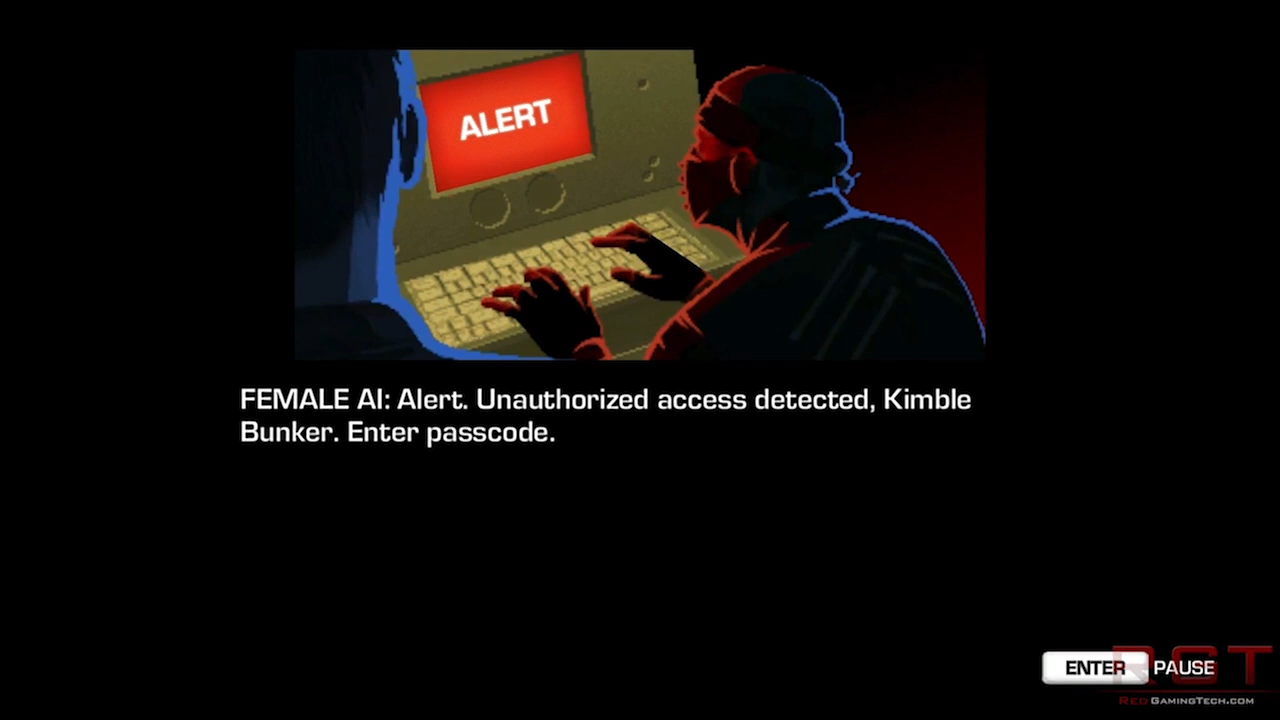 ALERT
FEMALE AI: Alert. Unauthorized access detected, Kimble
Bunker. Enter passcode.
ENTER PAUSE
RGT
REDGAMINGTECH.COM